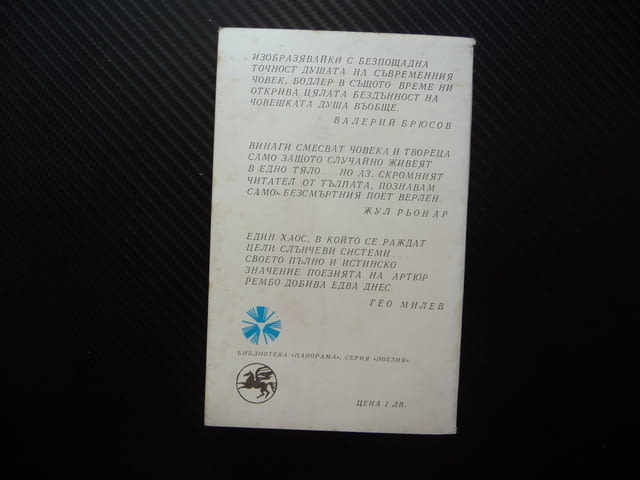 ИЗОБРАЗЯВАЙКИ С БЕЗПОЩАДНА
ТОЧНОСТ ДУШАТА НА СЪВРЕМЕННИЯ
ЧОВЕК, БОДЛЕР В СЪЩОТО ВРЕМЕ НИ
ОТКРИВА ЦЯЛАТА БЕЗДЪННОСТ НА
ЧОВЕШКАТА ДУША ВЪОБЩЕ.
ВАЛЕРИЙ БРЮСОВ
ВИНАГИ СМЕСВАТ ЧОВЕКА И ТВОРЕЦА
САМО ЗАЩОТО СЛУЧАЙНО ЖИВЕЯТ
В ЕДНО ТЯЛО... НО АЗ, СКРОМНИЯТ
ЧИТАТЕЛ ОТ ТЪЛПАТА, ПОЗНАВАМ
САМО БЕЗСМЪРТНИЯ ПОЕТ ВЕРЛЕН.
ЖУЛ РЬОНАР
ЕДИН ХАОС, В КОЙТО СЕ РАЖДАТ
ЦЕЛИ СЛЪНЧЕВИ СИСТЕМИ...
СВОЕТО ПЪЛНО И ИСТИНСКО
ЗНАЧЕНИЕ ПОЕЗИЯТА НА АРТЮР
РЕМБО ДОБИВА ЕДВА ДНЕС.
ГЕО МИЛЕВ
БИБЛИОТЕКА «ПАНОРАМА», СЕРИЯ «ПОЕЗИЯ»
ЦЕНА 1 ЛВ.